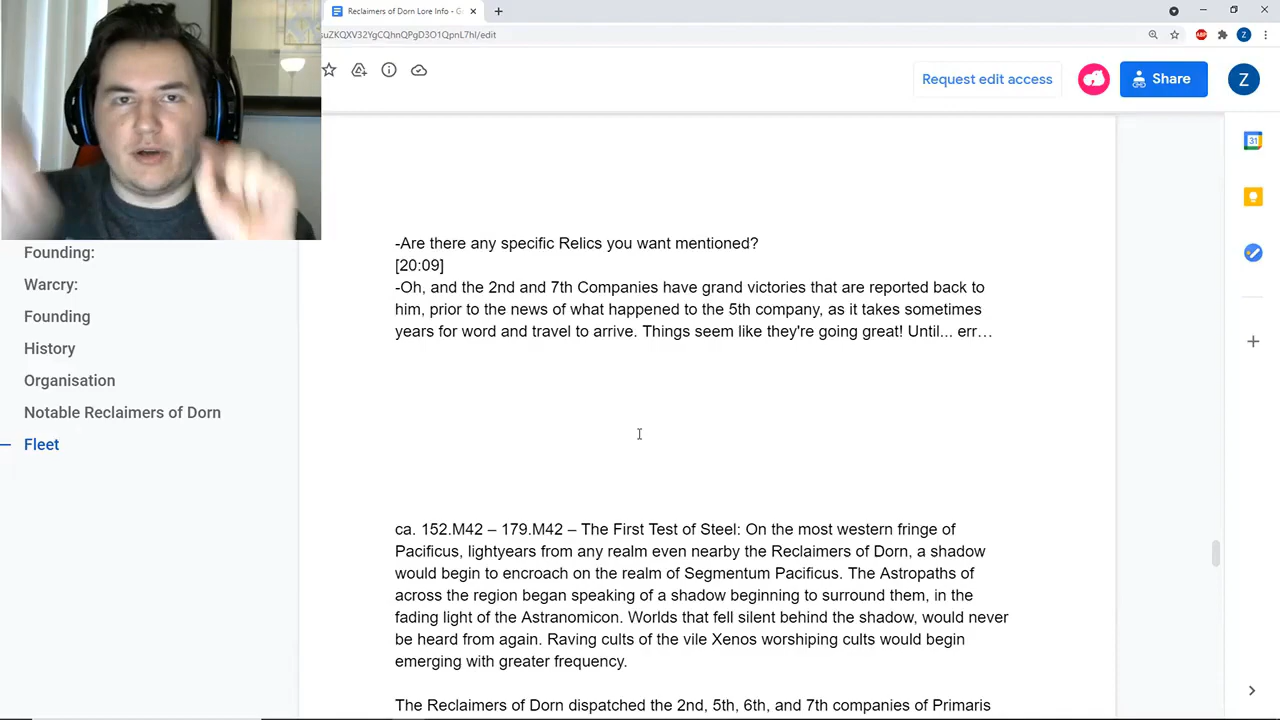 Reclaimers of Dorn Lore Info - G
suZKQXV32YgCQhnQPgD3O1QpnL7hI/edit
ABP
Z
Request edit access
Share
Z
31
Founding:
Warcry:
Founding
History
Organisation
Notable Reclaimers of Dorn
Fleet
-Are there any specific Relics you want mentioned?
[20:09]
-Oh, and the 2nd and 7th Companies have grand victories that are reported back to
him, prior to the news of what happened to the 5th company, as it takes sometimes
years for word and travel to arrive. Things seem like they're going great! Until... err…
ca. 152.M42 – 179.M42 – The First Test of Steel: On the most western fringe of
Pacificus, lightyears from any realm even nearby the Reclaimers of Dorn, a shadow
would begin to encroach on the realm of Segmentum Pacificus. The Astropaths of
across the region began speaking of a shadow beginning to surround them, in the
fading light of the Astranomicon. Worlds that fell silent behind the shadow, would never
be heard from again. Raving cults of the vile Xenos worshiping cults would begin
emerging with greater frequency.
The Reclaimers of Dorn dispatched the 2nd, 5th, 6th, and 7th companies of Primaris